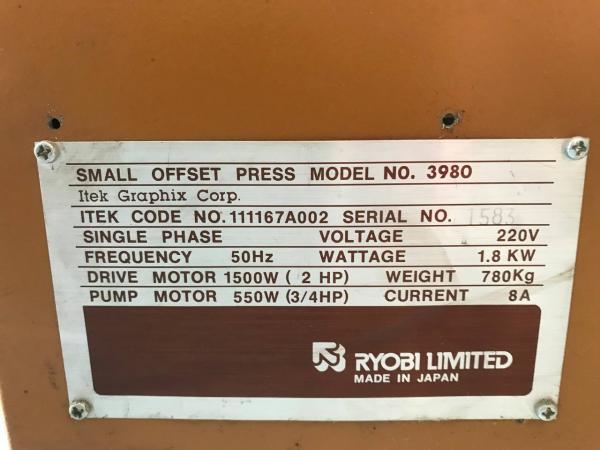 SMALL OFFSET PRESS MODEL NO. 3980
Itek Graphix Corp.
ITEK CODE NO. 111167A002 SERIAL NO. 1583
SINGLE PHASE VOLTAGE 220V
FREQUENCY 50Hz WATTAGE 1.8 KW
DRIVE MOTOR 1500W ( 2 HP) WEIGHT 780Kg
PUMP MOTOR 550W (3/4HP) CURRENT 8A
RYOBI LIMITED
MADE IN JAPAN